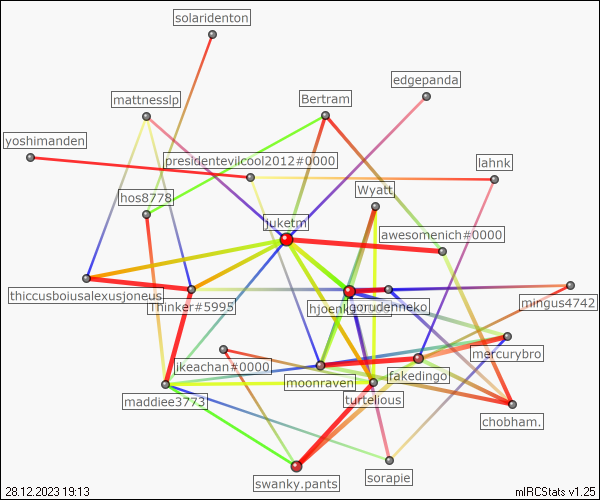 solaridenton
edgepanda
mattnesslp
Bertram
yoshimanden
presidentevilcool2012#0000
lahnk
hos8778
Wyatt
juketm
awesomenich#0000
thiccusboiusalexusjoneus
Thinker#5995
gorudenneko
mingus4742
mercurybro
ikeachan#0000
moonraven
fakedingo
maddiee3773
turtelious
chobham.
swanky.pants
sorapie
28.12.2023 19:13
mIRCStats v1.25